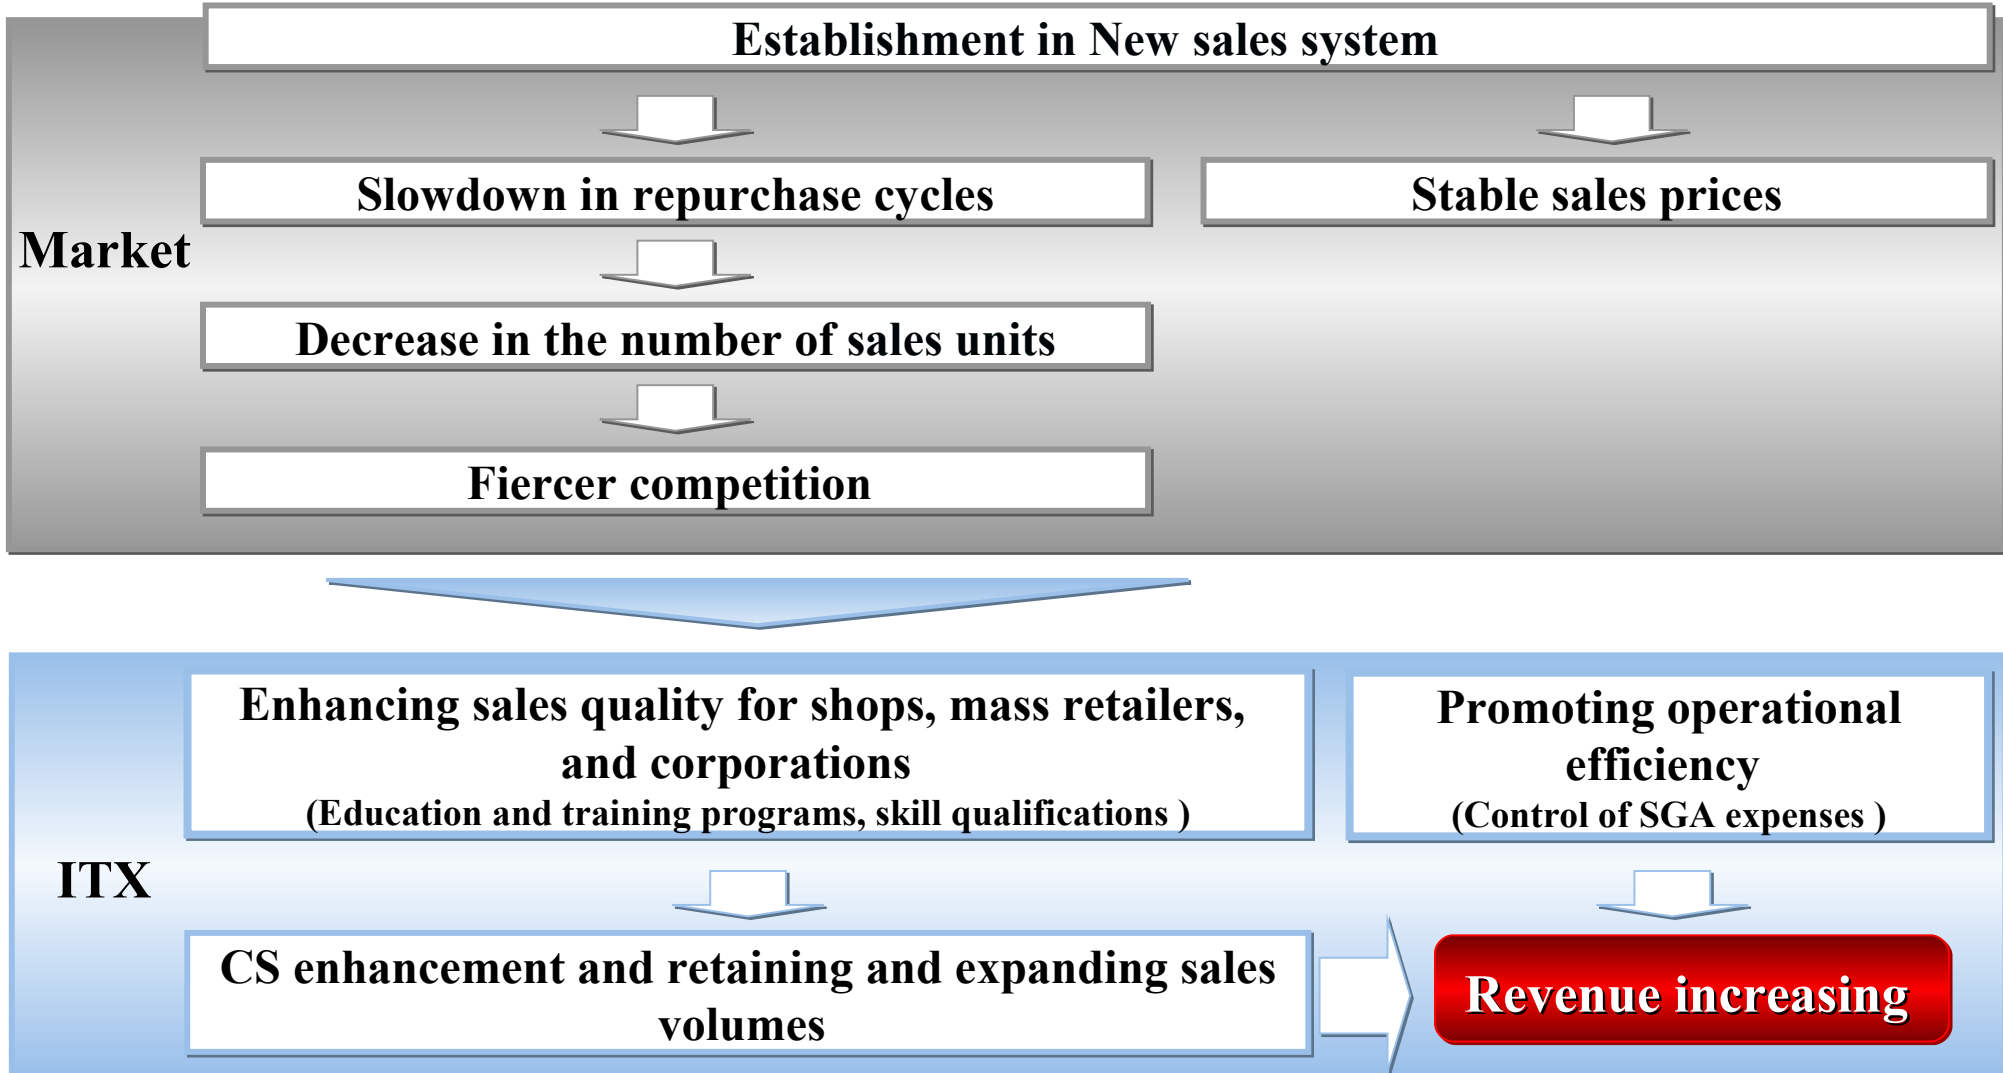 Establishment in New sales system
Slowdown in repurchase cycles
Stable sales prices
Market
Decrease in the number of sales units
Fiercer competition
Enhancing sales quality for shops, mass retailers,
and corporations
(Education and training programs, skill qualifications )
Promoting operational
efficiency
(Control of SGA expenses )
ITX
CS enhancement and retaining and expanding sales
volumes
Revenue increasing